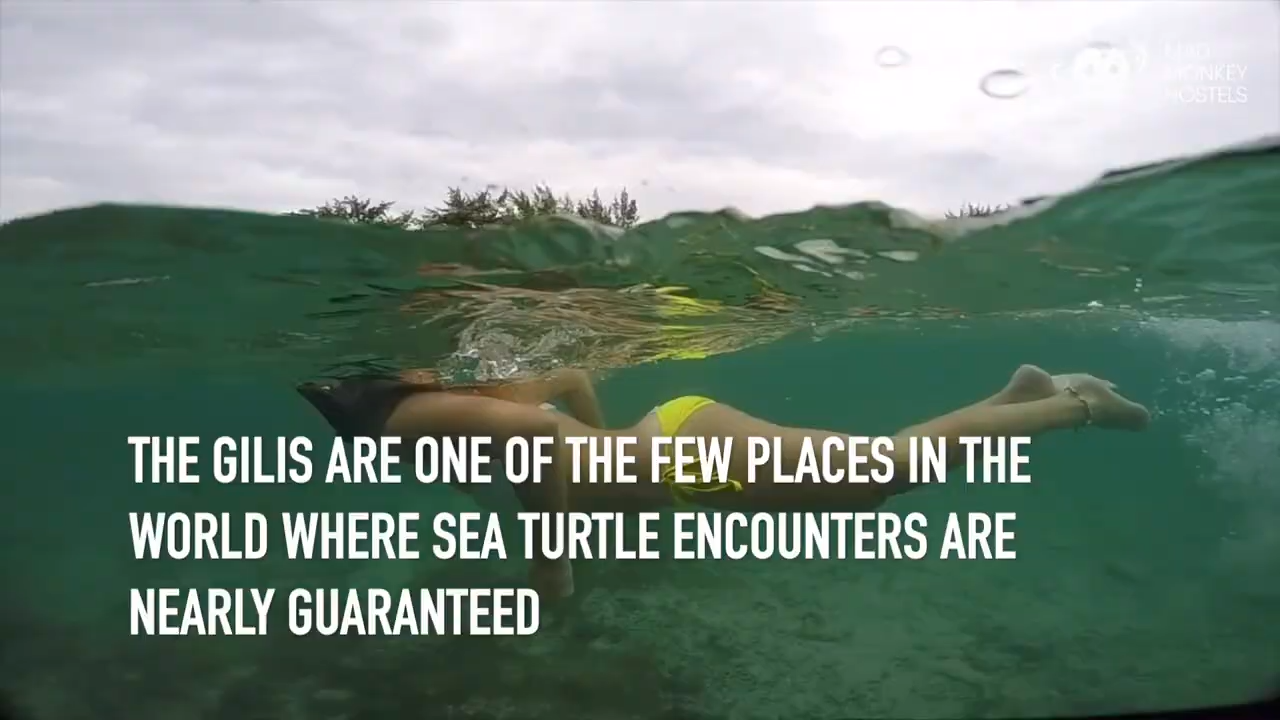 MAD
MONKEY
HOSTELS
THE GILIS ARE ONE OF THE FEW PLACES IN THE
WORLD WHERE SEA TURTLE ENCOUNTERS ARE
NEARLY GUARANTEED